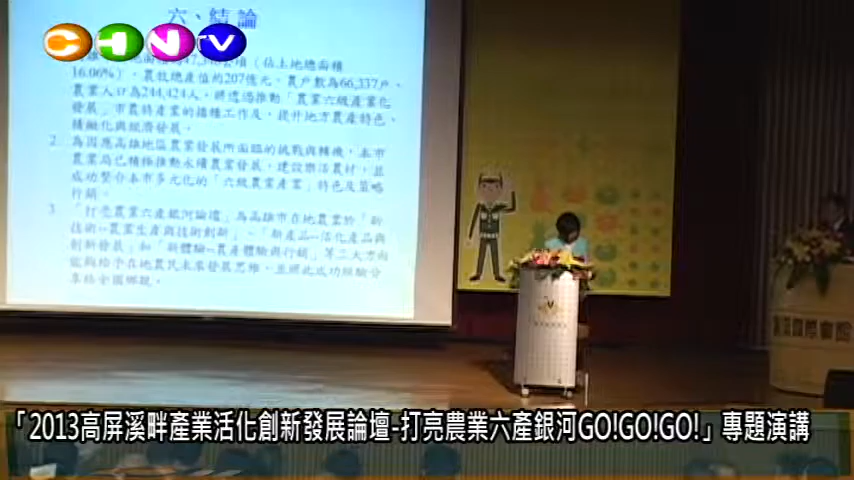 六、結論
CHNTV
16.06%），農牧總產值約207億元，農戶數為66,337戶、
農業人口為244,424人，將透過推動「農業六級產業化
發展」市農特產業的播種工作及，提升地方農產特色、
精緻化與經濟發展。
2. 為因應高雄地區農業發展所面臨的挑戰與轉機，本市
農業局已積極推動永續農業發展，建設樂活農村，並
成功整合本市多元化的「六級農業產業」特色及策略
行銷。
3. 「打亮農業六產銀河論壇」為高雄市在地農業於「新
技術--農業生產與技術創新」、「新產品--活化產品與
創新發展」和「新體驗--農產體驗與行銷」等三大方向
能夠給予在地農民未來發展思維，並將此成功經驗分
享給全國鄉親。
「2013高屏溪畔產業活化創新發展論壇-打亮農業六產銀河GO!GO!GO!」專題演講